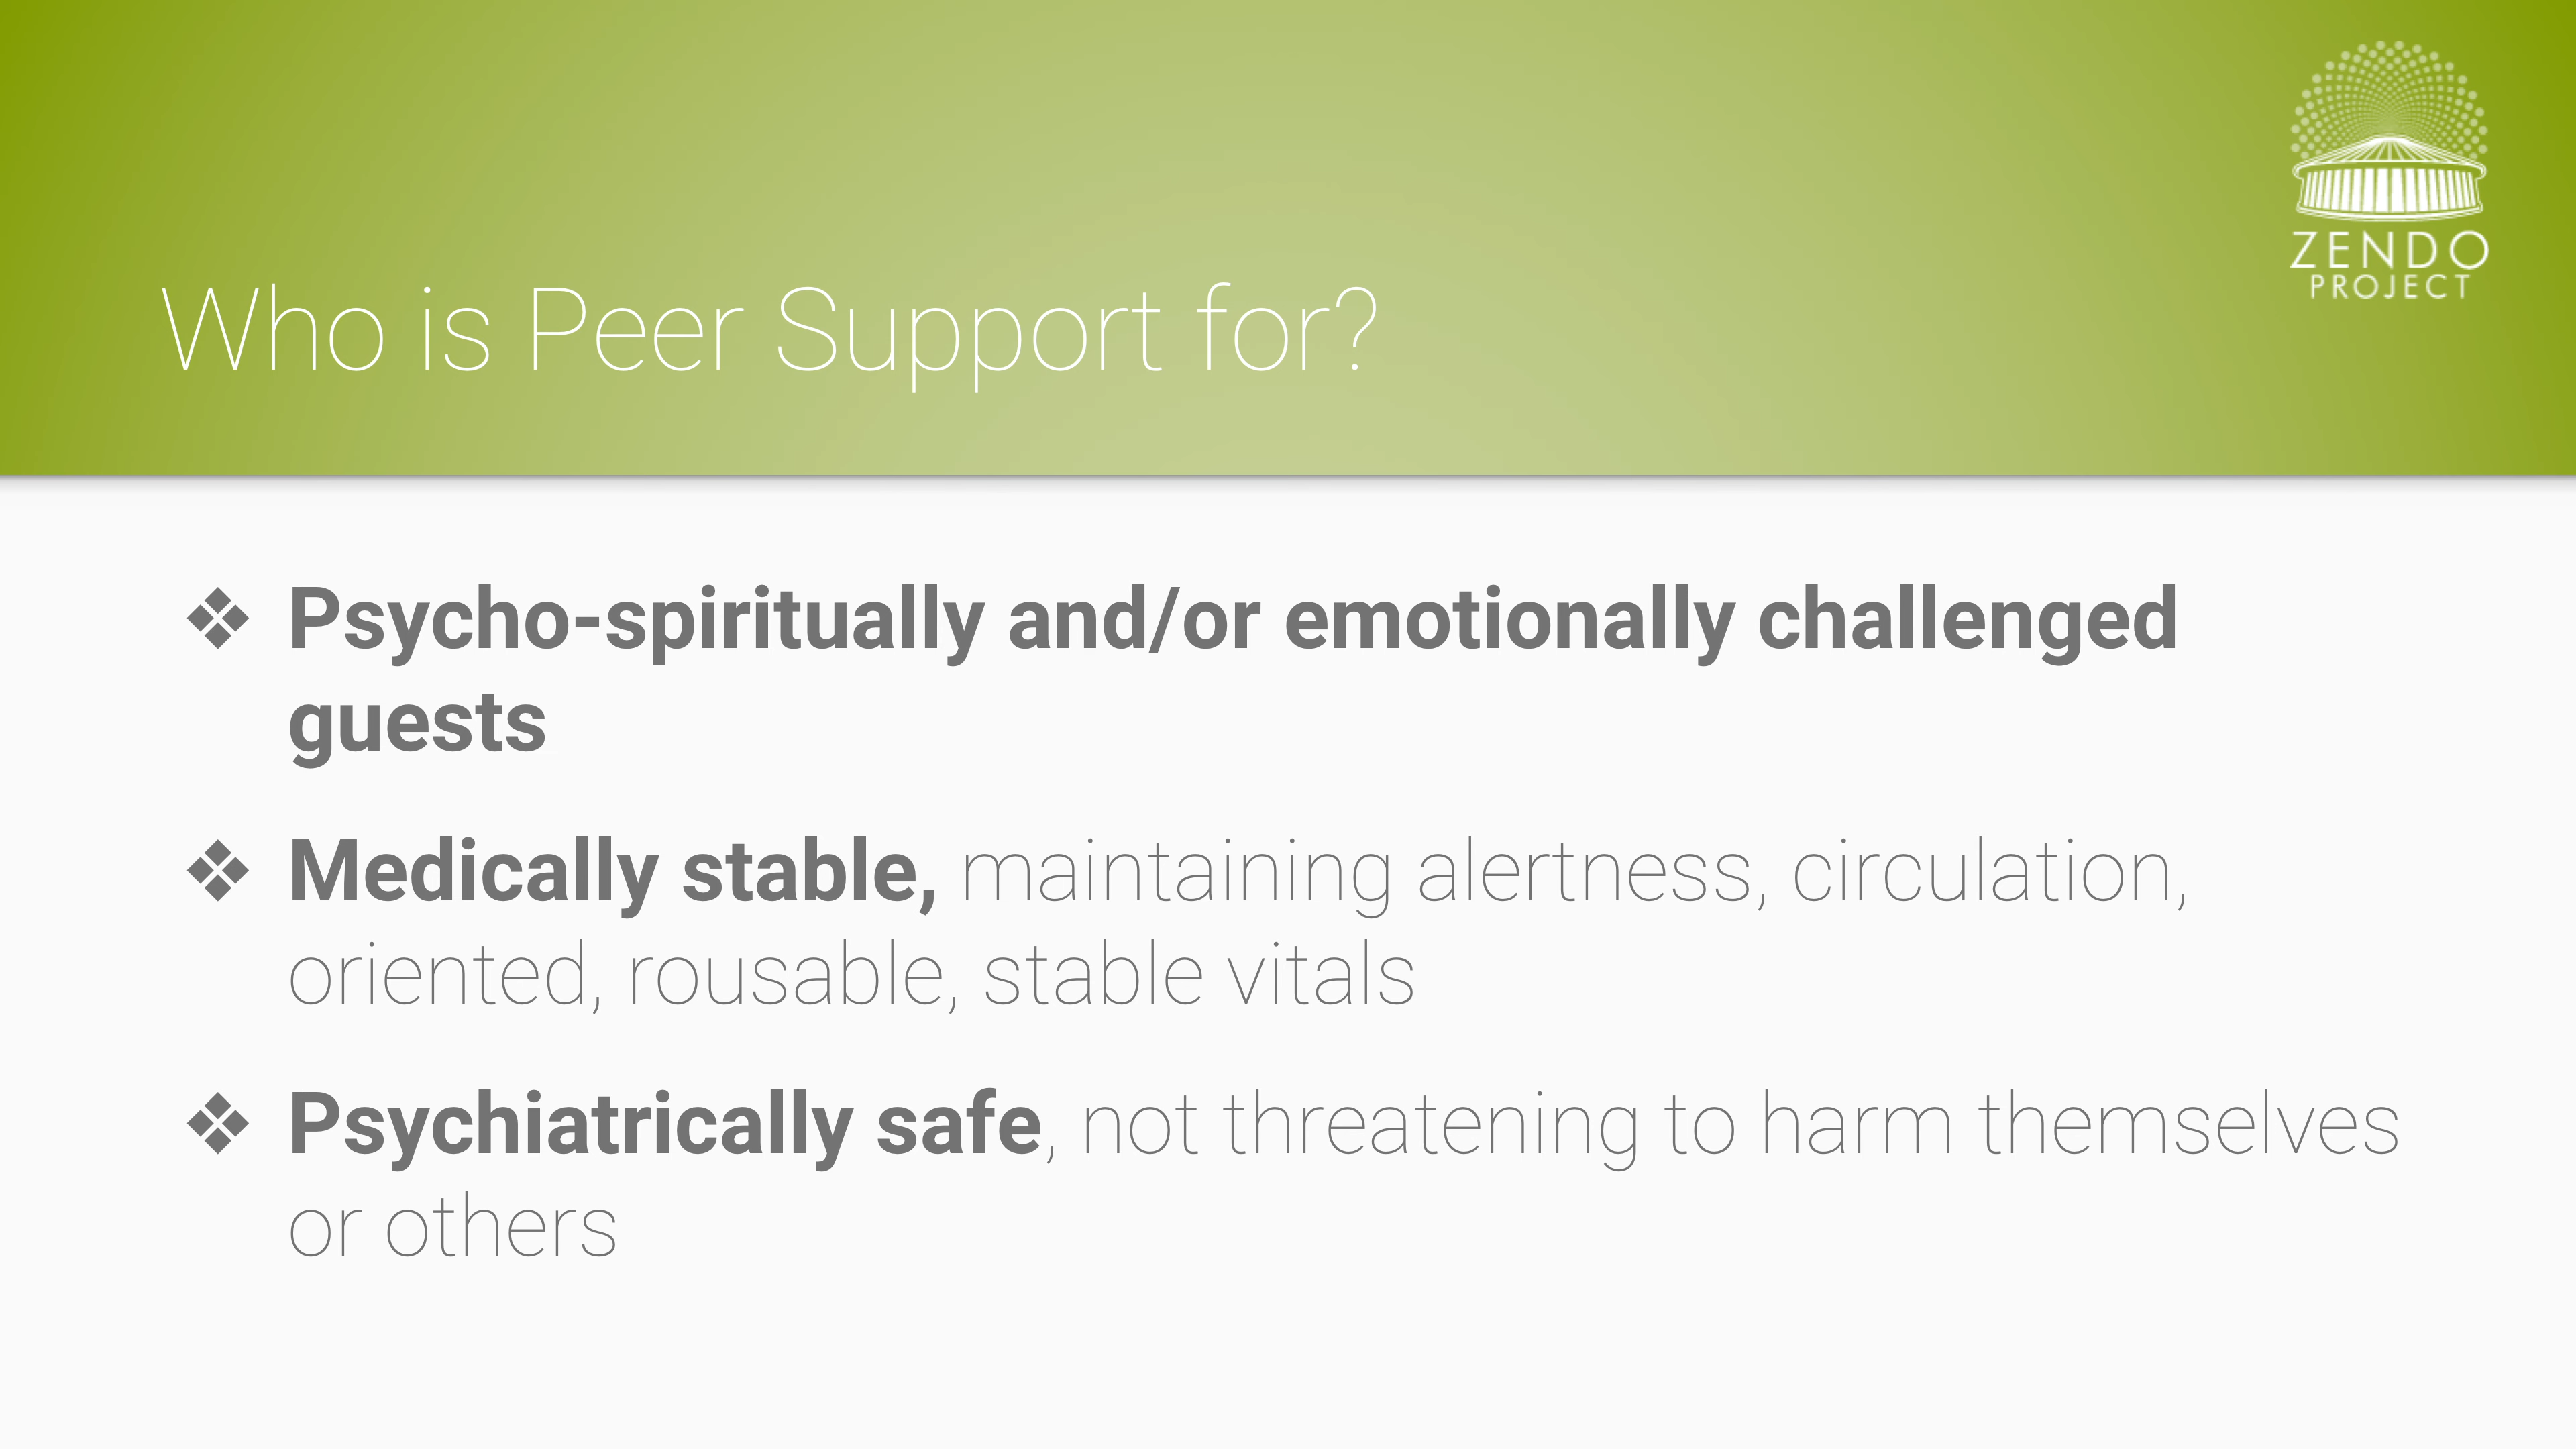 ZENDO
PROJECT
Who is Peer Support for?
❖ Psycho-spiritually and/or emotionally challenged
guests
❖ Medically stable, maintaining alertness, circulation,
oriented, rousable, stable vitals
❖ Psychiatrically safe, not threatening to harm themselves
or others